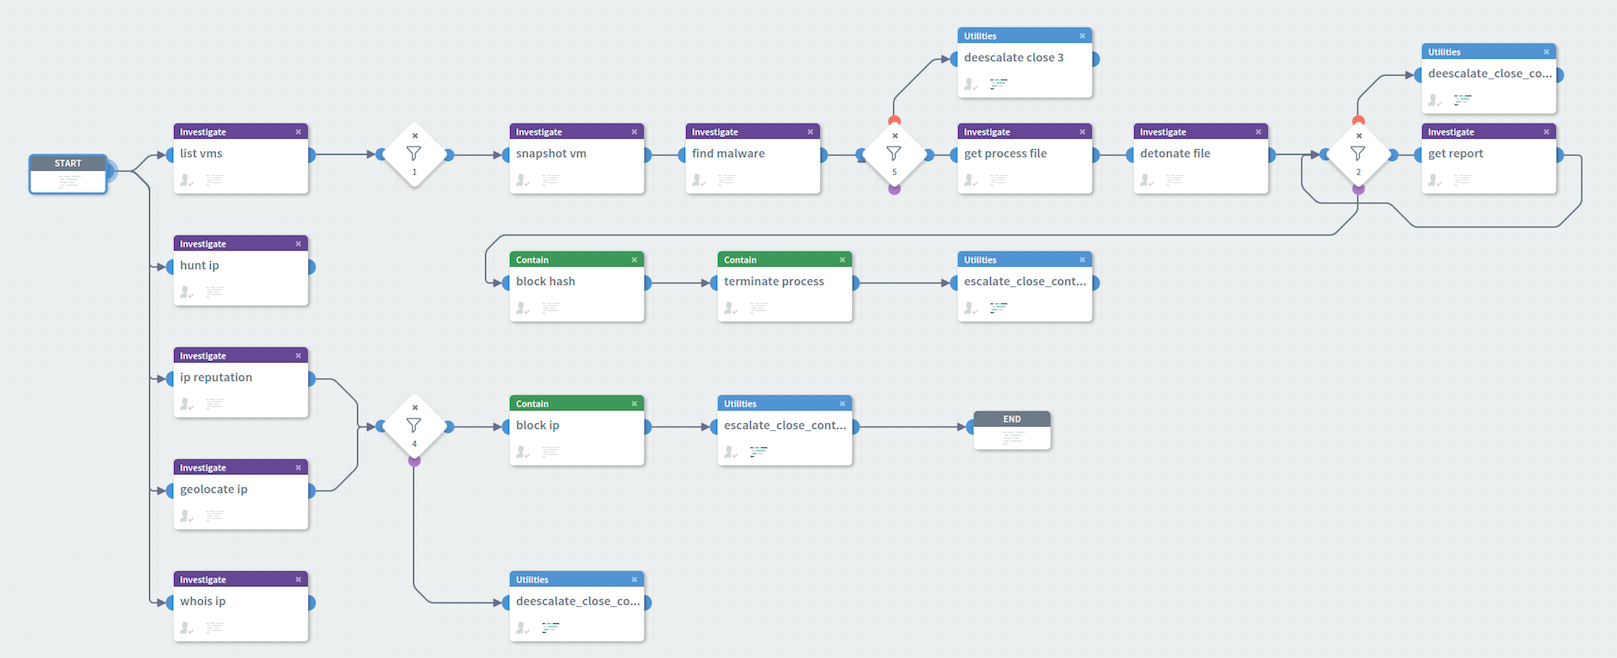 Utilities
deescalate close 3
Utilities
deescalate_close_co...
START
Investigate
list vms
1
Investigate
snapshot vm
Investigate
find malware
5
Investigate
get process file
Investigate
detonate file
2
Investigate
get report
Investigate
hunt ip
Contain
block hash
Contain
terminate process
Utilities
escalate_close_cont...
Investigate
ip reputation
4
Contain
block ip
Utilities
escalate_close_cont...
END
Investigate
geolocate ip
Investigate
whois ip
Utilities
deescalate_close_co...